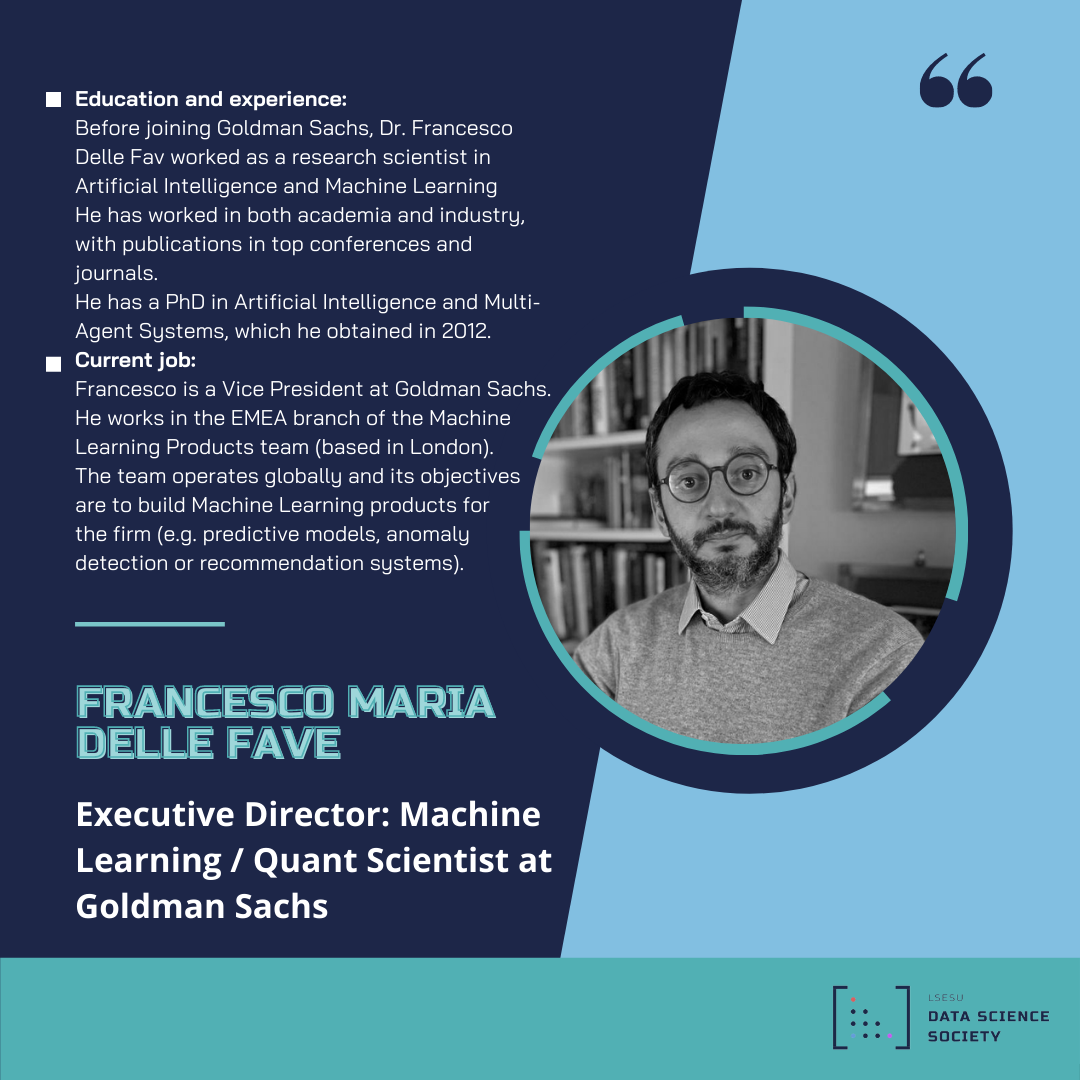 Education and experience:
Before joining Goldman Sachs, Dr. Francesco
Delle Fav worked as a research scientist in
Artificial Intelligence and Machine Learning
He has worked in both academia and industry,
with publications in top conferences and
journals.
He has a PhD in Artificial Intelligence and Multi-
Agent Systems, which he obtained in 2012.
Current job:
Francesco is a Vice President at Goldman Sachs.
He works in the EMEA branch of the Machine
Learning Products team (based in London).
The team operates globally and its objectives
are to build Machine Learning products for
the firm (e.g. predictive models, anomaly
detection or recommendation systems).
FRANCESCO MARIA
DELLE FAVE
Executive Director: Machine
Learning / Quant Scientist at
Goldman Sachs
LSESU
DATA SCIENCE
SOCIETY